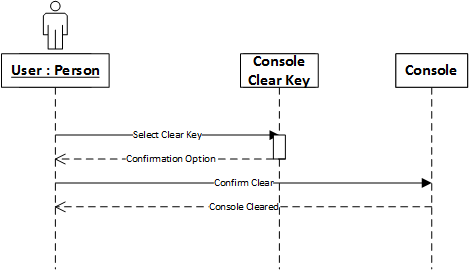 User : Person
Console
Clear Key
Console
Select Clear Key
Confirmation Option
Confirm Clear
Console Cleared